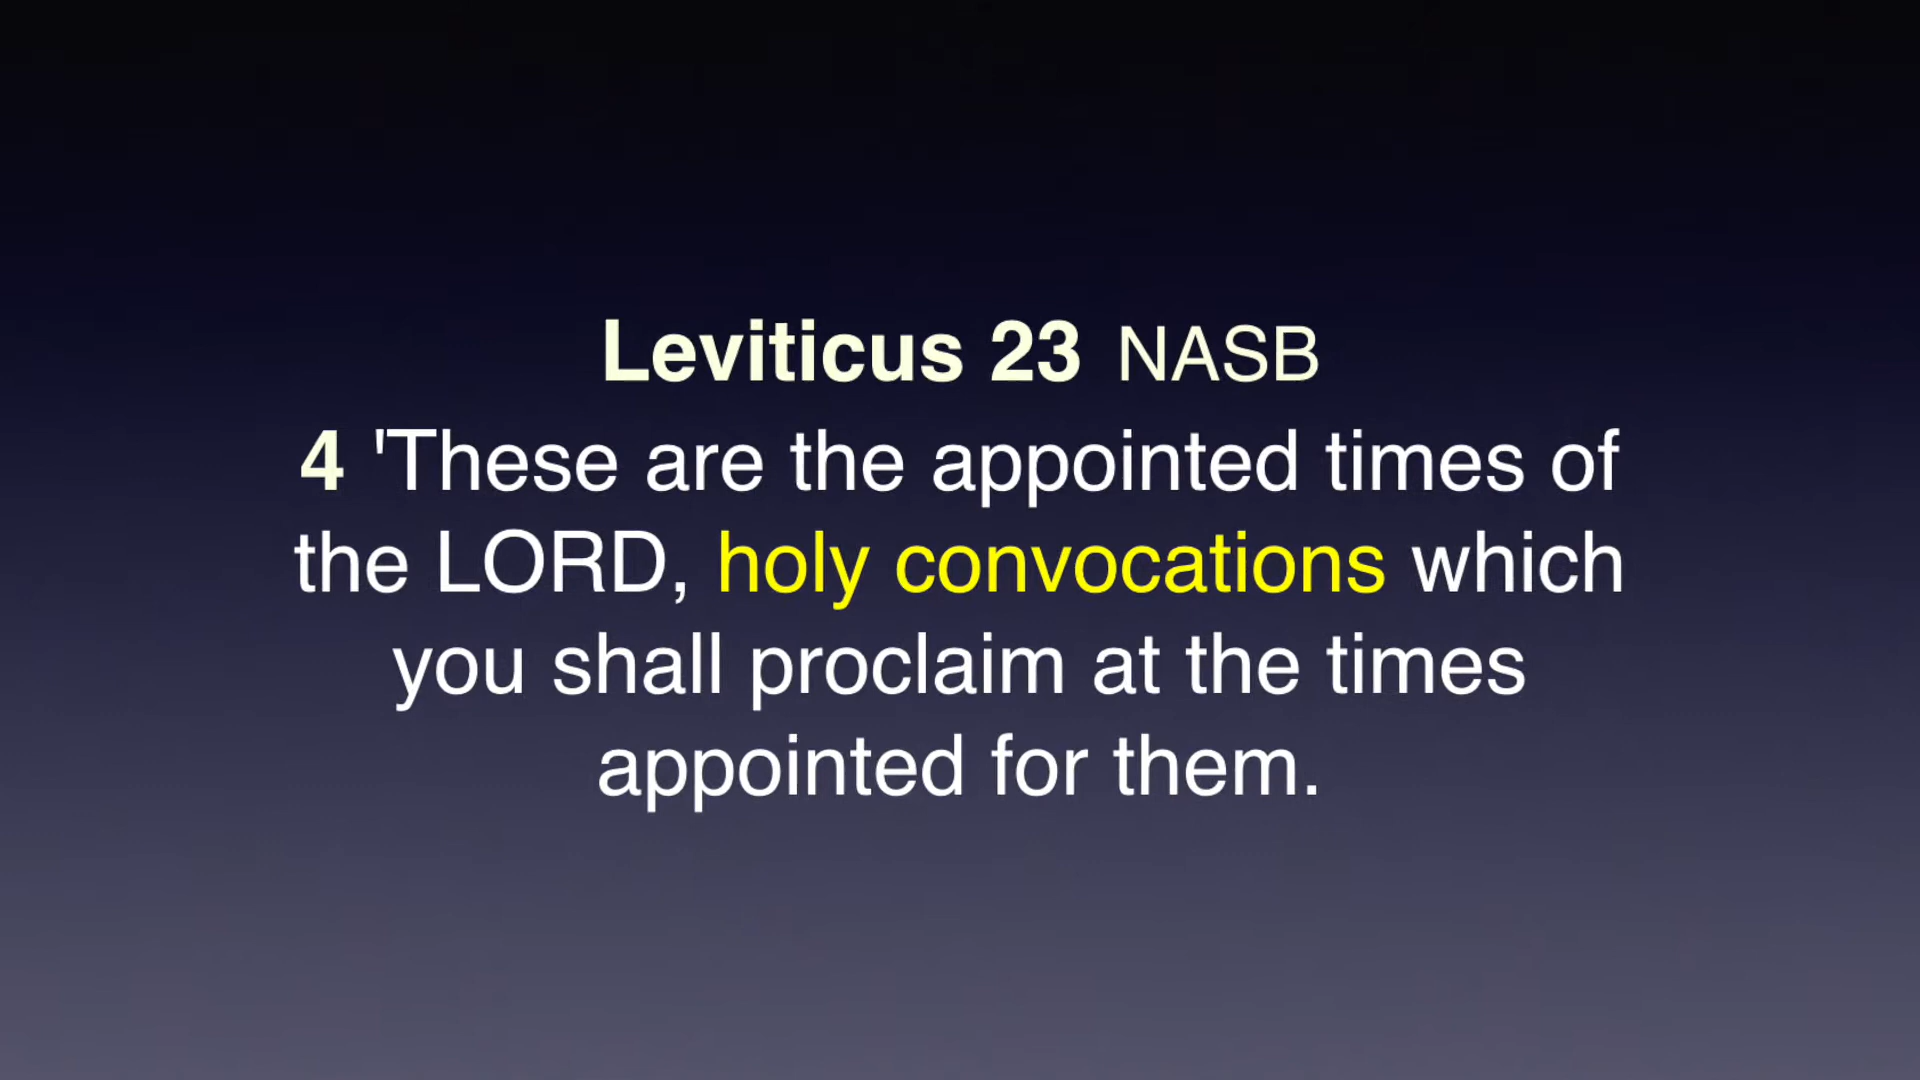 Leviticus 23 NASB
4 'These are the appointed times of
the LORD, holy convocations which
you shall proclaim at the times
appointed for them.